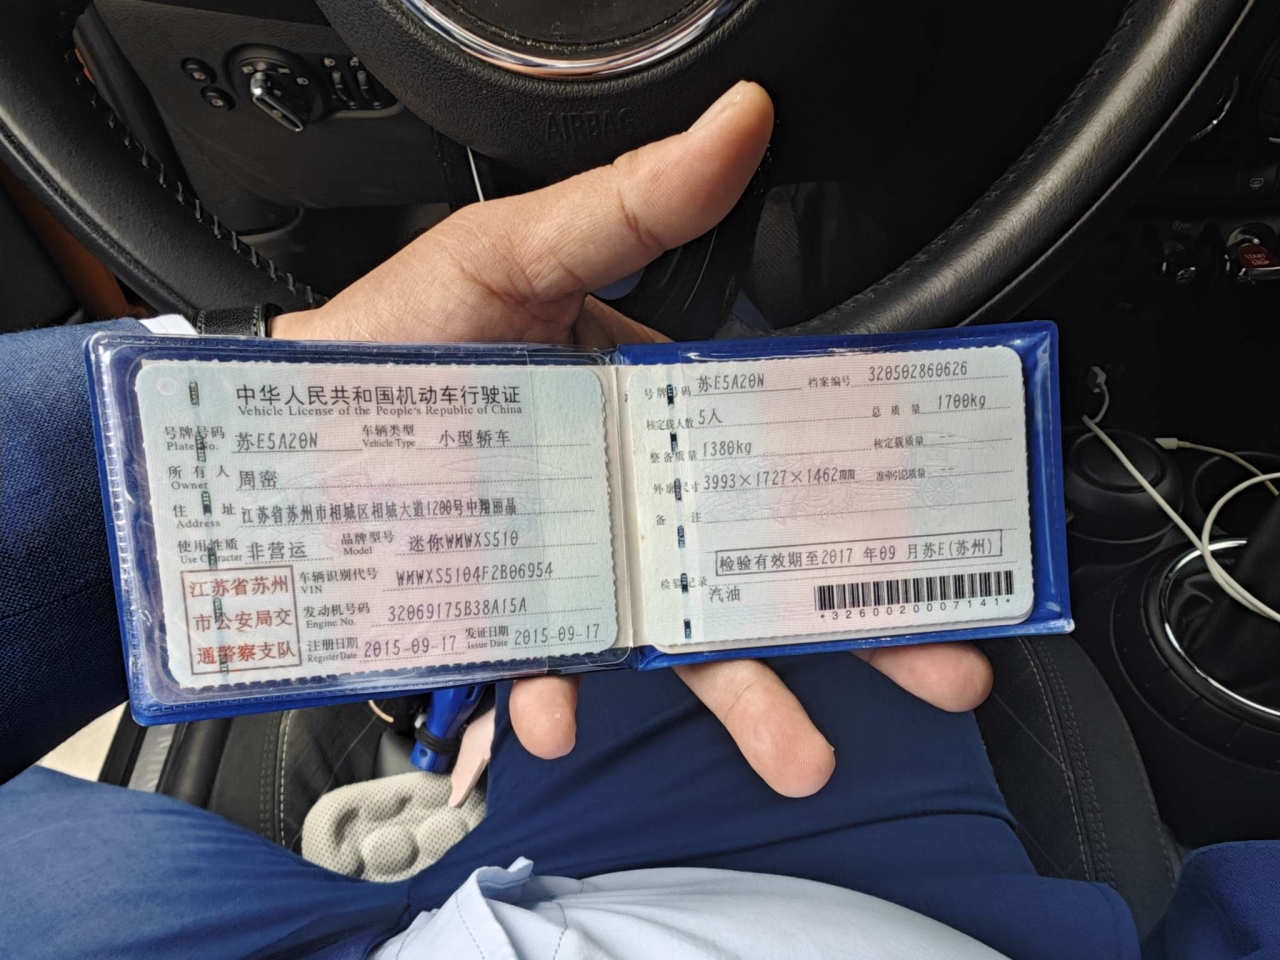 AIRBAG
START
STOP
中华人民共和国机动车行驶证
Vehicle License of the People's Republic of China
号牌号码 苏E5A20N 车辆类型 小型轿车
Plate No. Vehicle Type
所有人 周密
Owner
住址 江苏省苏州市相城区相城大道1200号中翔丽晶
Address
使用性质 非营运 品牌型号 迷你WMWXS510
Use Character Model
江苏省苏州
市公安局交
通警察支队
车辆识别代号 WMWXS5104F2B06954
VIN
发动机号码 32069175B38A15A
Engine No.
注册日期 2015-09-17 发证日期 2015-09-17
Register Date Issue Date
号牌号码 苏E5A20N 档案编号 320502860626
核定载人数 5人 总质量 1700kg
整备质量 1380kg 核定载质量 --
外廓尺寸 3993×1727×1462mm 准牵引总质量 --
备注
检验有效期至2017 年09 月苏E(苏州)
检验记录
汽油
*3260020007141*